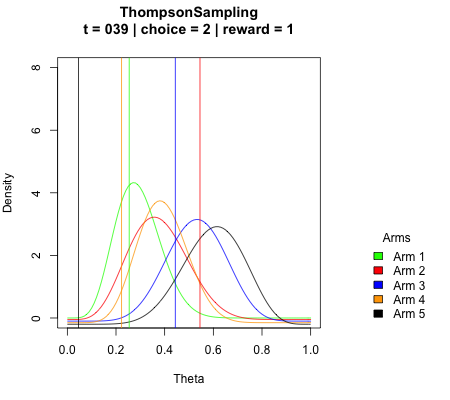 ThompsonSampling
t = 039 | choice = 2 | reward = 1
8
6
4
2
0
Density
0.0 0.2 0.4 0.6 0.8 1.0
Theta
Arms
Arm 1
Arm 2
Arm 3
Arm 4
Arm 5